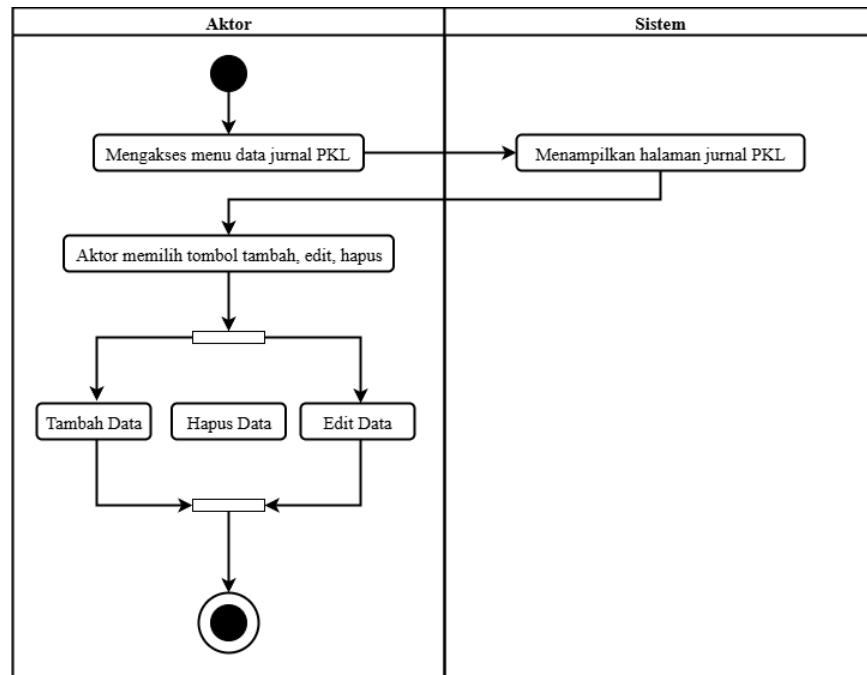 Aktor
Sistem
Mengakses menu data jurnal PKL
Menampilkan halaman jurnal PKL
Aktor memilih tombol tambah, edit, hapus
Tambah Data
Hapus Data
Edit Data